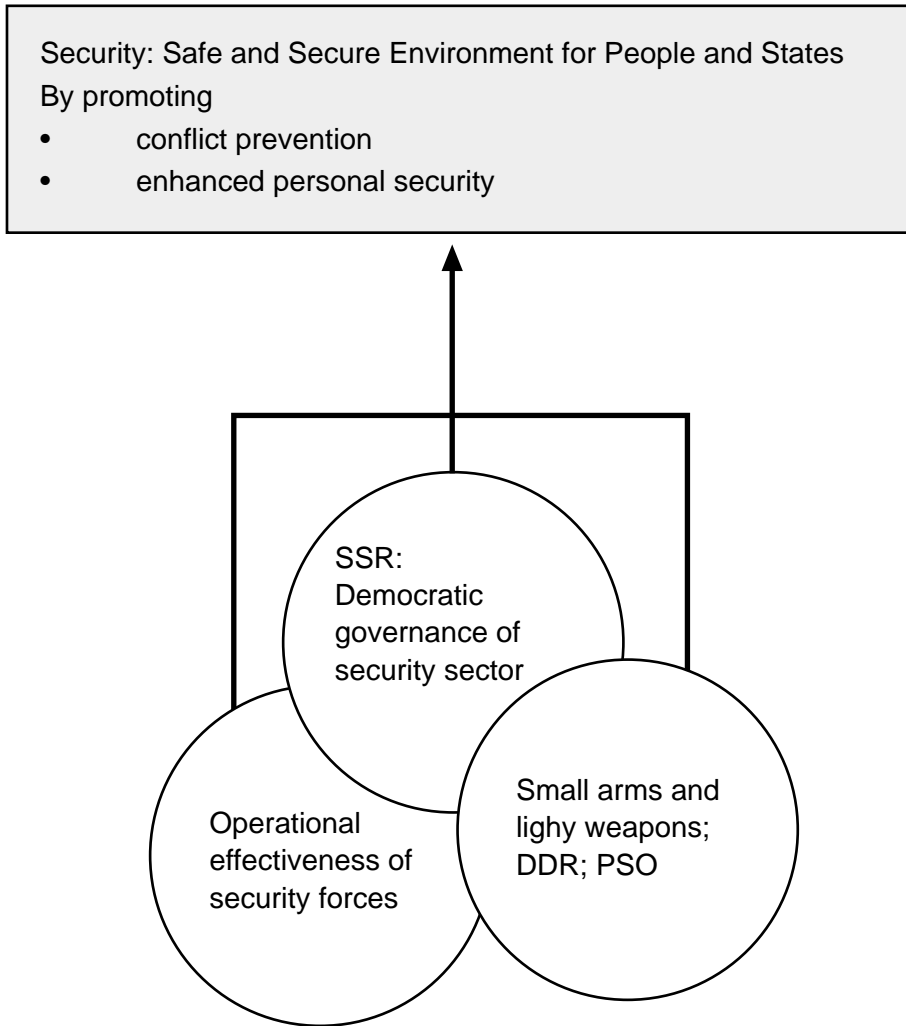 Security: Safe and Secure Environment for People and States
By promoting
• conflict prevention
• enhanced personal security
SSR:
Democratic
governance of
security sector
Operational
effectiveness of
security forces
Small arms and
lighy weapons;
DDR; PSO